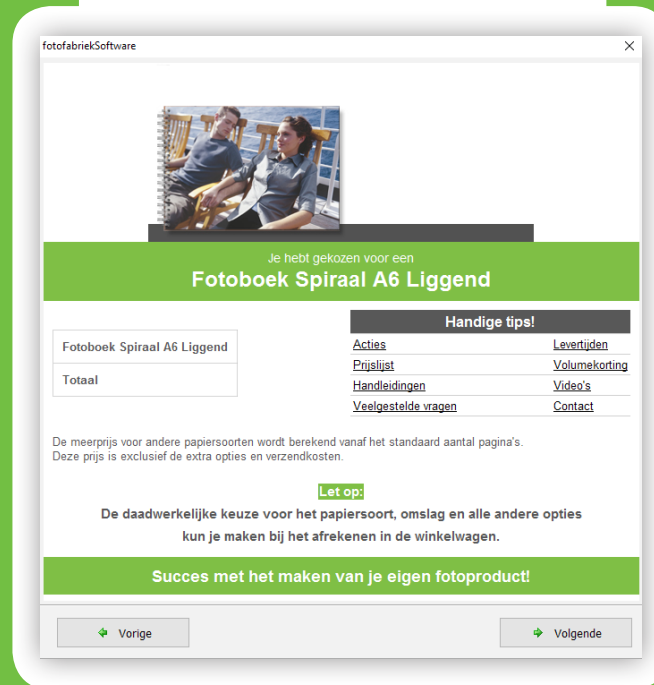 fotofabriekSoftware
Je hebt gekozen voor een
Fotoboek Spiraal A6 Liggend
Fotoboek Spiraal A6 Liggend
Totaal
Handige tips!
Acties Levertijden
Prijslijst Volumekorting
Handleidingen Video's
Veelgestelde vragen Contact
De meerprijs voor andere papiersoorten wordt berekend vanaf het standaard aantal pagina's.
Deze prijs is exclusief de extra opties en verzendkosten.
Let op:
De daadwerkelijke keuze voor het papiersoort, omslag en alle andere opties
kun je maken bij het afrekenen in de winkelwagen.
Succes met het maken van je eigen fotoproduct!
Vorige Volgende